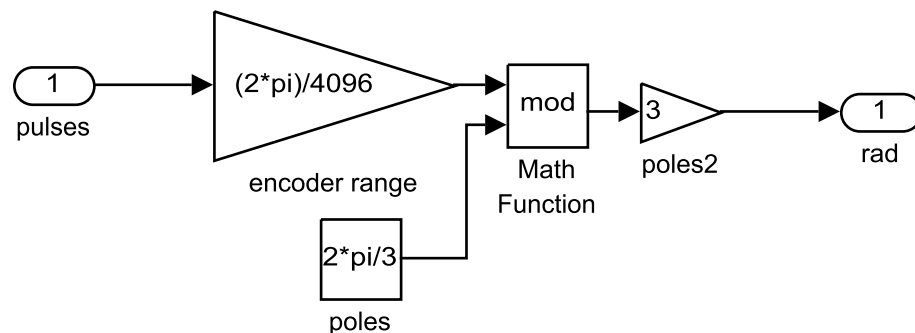 1
pulses
(2*pi)/4096
encoder range
2*pi/3
poles
mod
Math
Function
3
poles2
1
rad